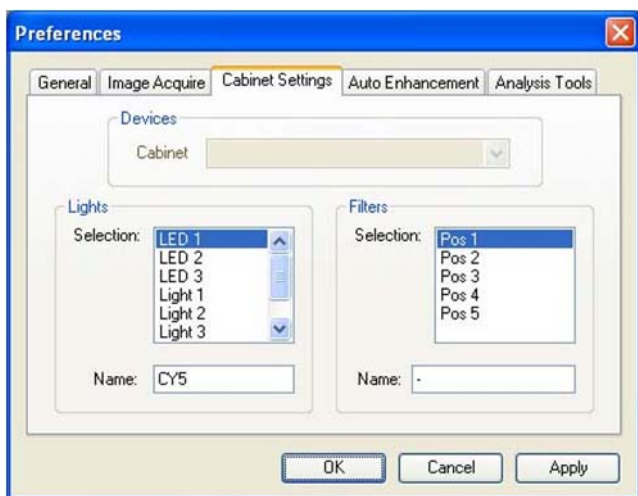 Preferences
General Image Acquire Cabinet Settings Auto Enhancement Analysis Tools
Devices
Cabinet
Lights
Selection:
LED 1
LED 2
LED 3
Light 1
Light 2
Light 3
Name: CY5
Filters
Selection:
Pos 1
Pos 2
Pos 3
Pos 4
Pos 5
Name: -
OK Cancel Apply